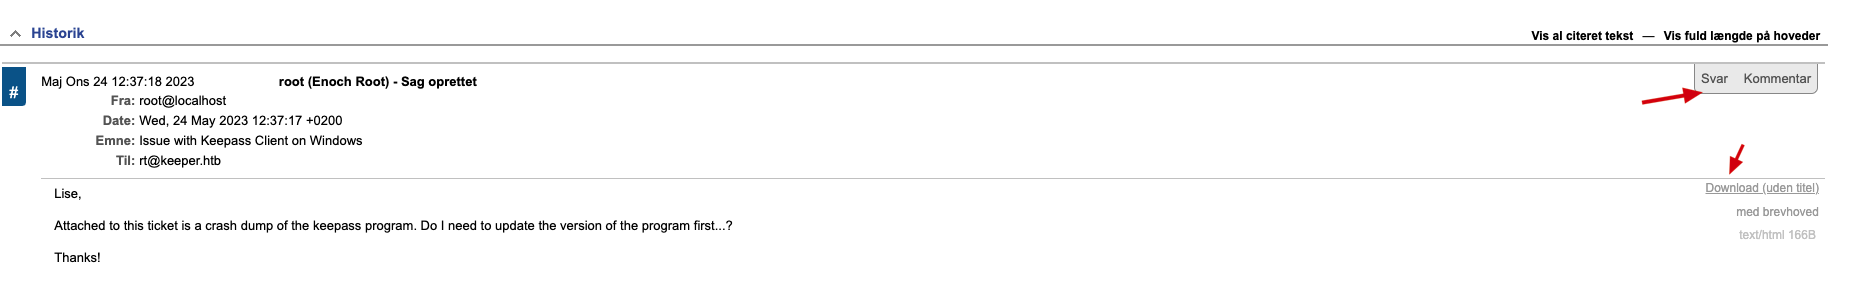 Historik
Vis al citeret tekst — Vis fuld længde på hoveder
# Maj Ons 24 12:37:18 2023 root (Enoch Root) - Sag oprettet Svar Kommentar
Fra: root@localhost
Date: Wed, 24 May 2023 12:37:17 +0200
Emne: Issue with Keepass Client on Windows
Til: rt@keeper.htb
Download (uden titel)
med brevhoved
text/html 166B
Lise,
Attached to this ticket is a crash dump of the keepass program. Do I need to update the version of the program first...?
Thanks!